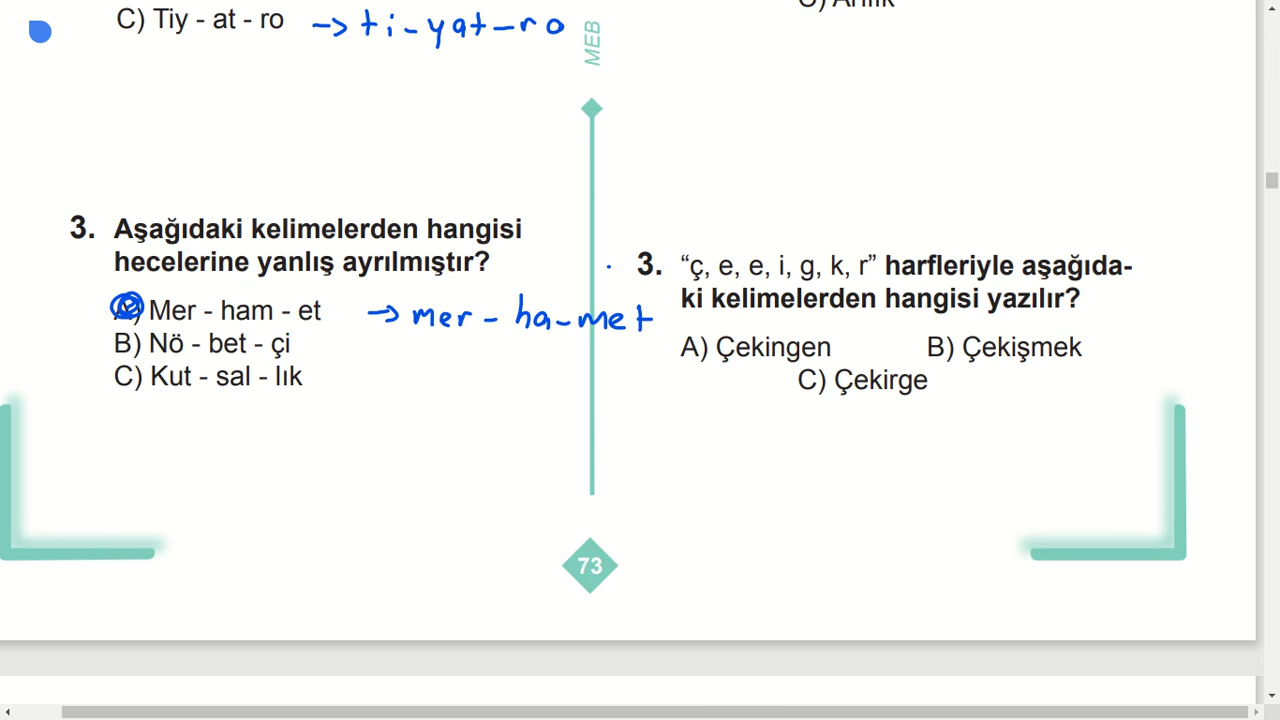 C) Tiy - at - ro → ti-yat-ro
MEB
3. Aşağıdaki kelimelerden hangisi
hecelerine yanlış ayrılmıştır?
A) Mer - ham - et → mer-ha-met
B) Nö - bet - çi
C) Kut - sal - lık
3. “ç, e, e, i, g, k, r” harfleriyle aşağıda-
ki kelimelerden hangisi yazılır?
A) Çekingen B) Çekişmek
C) Çekirge
73